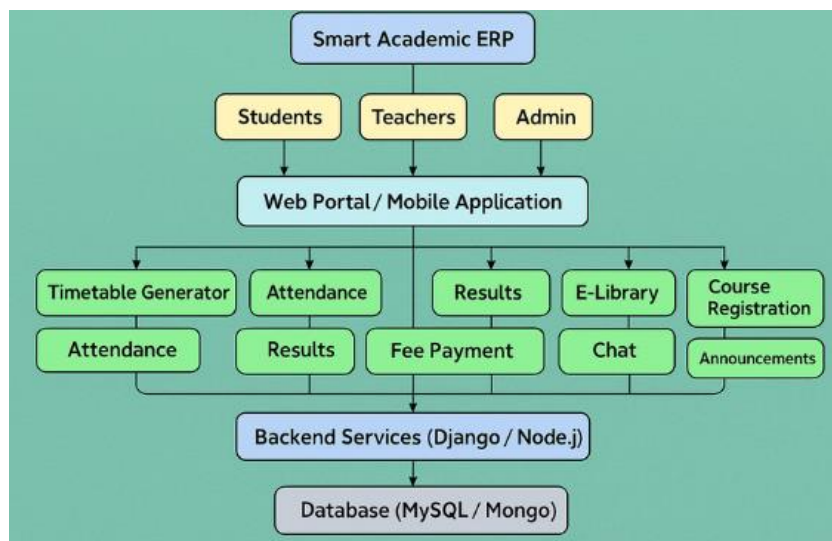 Smart Academic ERP
Students
Teachers
Admin
Web Portal / Mobile Application
Timetable Generator
Attendance
Results
E-Library
Course
Registration
Attendance
Results
Fee Payment
Chat
Announcements
Backend Services (Django / Node.j)
Database (MySQL / Mongo)